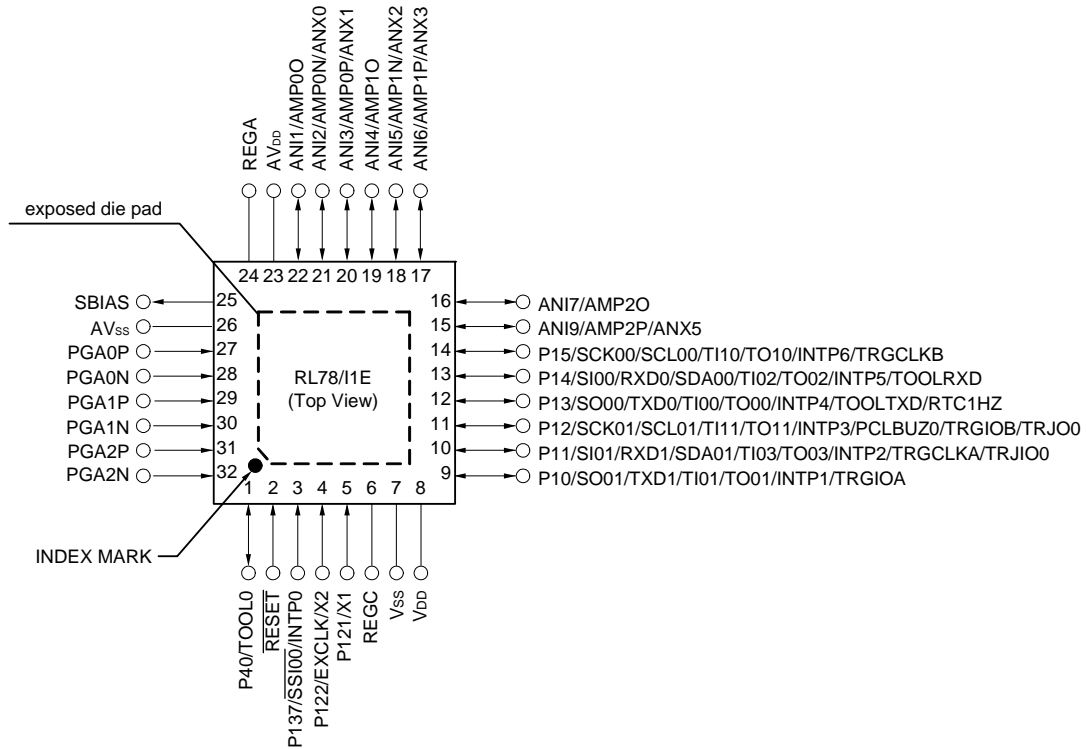 REGA
AVDD
ANI1/AMP0O
ANI2/AMP0N/ANX0
ANI3/AMP0P/ANX1
ANI4/AMP1O
ANI5/AMP1N/ANX2
ANI6/AMP1P/ANX3
exposed die pad
24 23 22 21 20 19 18 17
SBIAS 25
AVss 26
PGA0P 27
PGA0N 28
PGA1P 29
PGA1N 30
PGA2P 31
PGA2N 32
RL78/I1E
(Top View)
16 ANI7/AMP2O
15 ANI9/AMP2P/ANX5
14 P15/SCK00/SCL00/TI10/TO10/INTP6/TRGCLKB
13 P14/SI00/RXD0/SDA00/TI02/TO02/INTP5/TOOLRXD
12 P13/SO00/TXD0/TI00/TO00/INTP4/TOOLTXD/RTC1HZ
11 P12/SCK01/SCL01/TI11/TO11/INTP3/PCLBUZ0/TRGIOB/TRJO0
10 P11/SI01/RXD1/SDA01/TI03/TO03/INTP2/TRGCLKA/TRJIO0
9 P10/SO01/TXD1/TI01/TO01/INTP1/TRGIOA
1 2 3 4 5 6 7 8
INDEX MARK
P40/TOOL0
RESET
P137/SSI00/INTP0
P122/EXCLK/X2
P121/X1
REGC
Vss
VDD